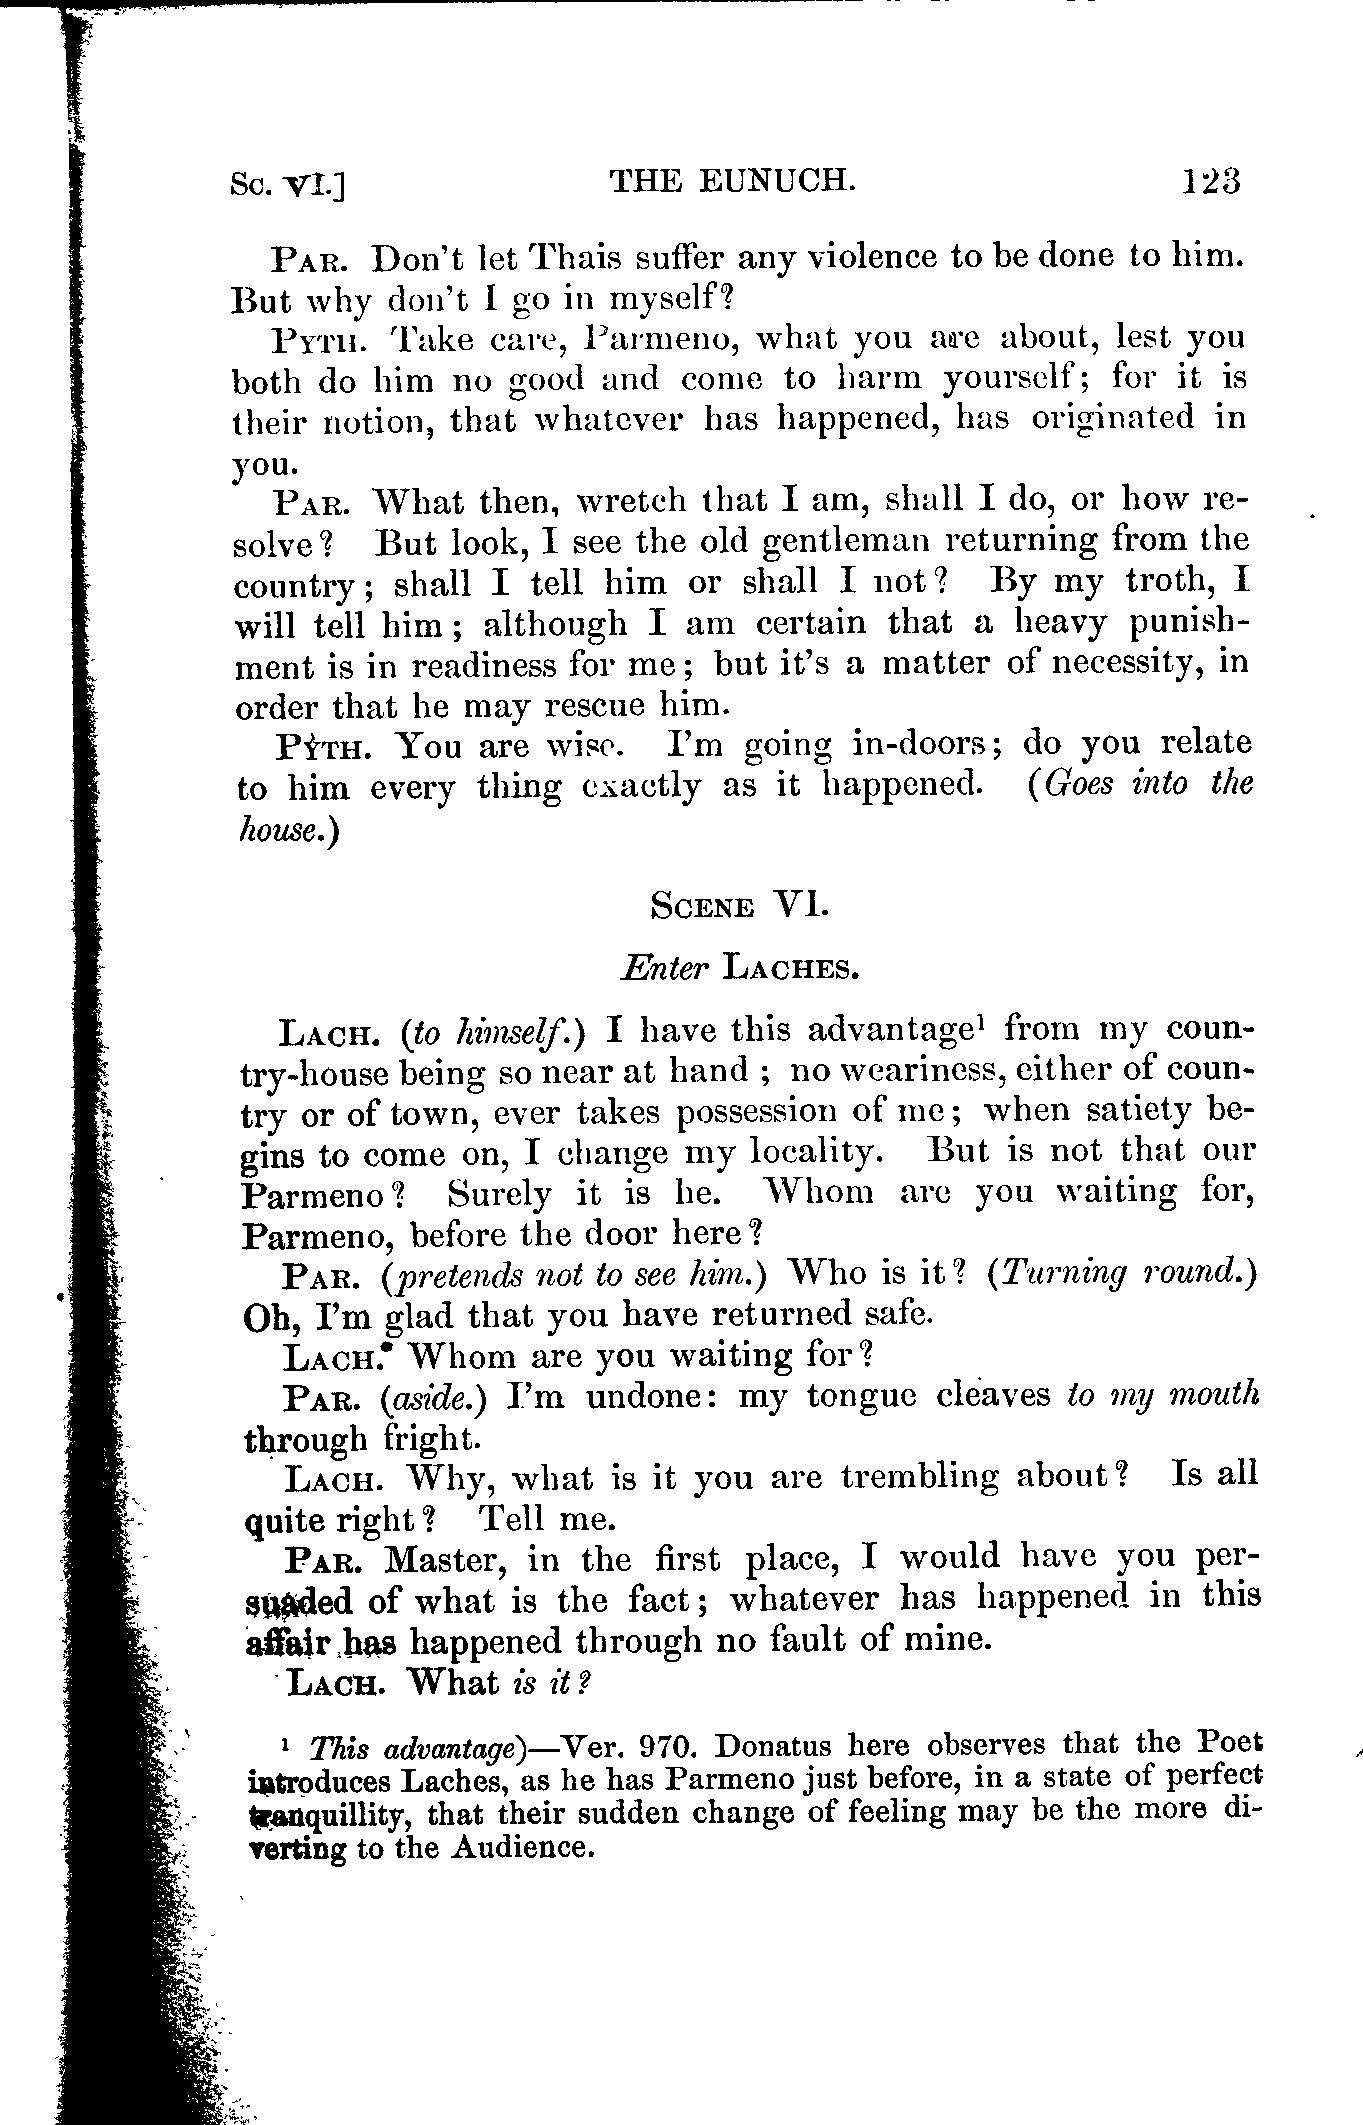 Sc. VI.] THE EUNUCH. 123
PAR. Don't let Thais suffer any violence to be done to him.
But why don't I go in myself?
PYTH. Take care, Parmeno, what you are about, lest you
both do him no good and come to harm yourself; for it is
their notion, that whatever has happened, has originated in
you.
PAR. What then, wretch that I am, shall I do, or how re-
solve? But look, I see the old gentleman returning from the
country; shall I tell him or shall I not? By my troth, I
will tell him; although I am certain that a heavy punish-
ment is in readiness for me; but it's a matter of necessity, in
order that he may rescue him.
PYTH. You are wise. I'm going in-doors; do you relate
to him every thing exactly as it happened. (Goes into the
house.)
SCENE VI.
Enter LACHES.
LACH. (to himself.) I have this advantage¹ from my coun-
try-house being so near at hand; no weariness, either of coun-
try or of town, ever takes possession of me; when satiety be-
gins to come on, I change my locality. But is not that our
Parmeno? Surely it is he. Whom are you waiting for,
Parmeno, before the door here?
PAR. (pretends not to see him.) Who is it? (Turning round.)
Oh, I'm glad that you have returned safe.
LACH. Whom are you waiting for?
PAR. (aside.) I'm undone: my tongue cleaves to my mouth
through fright.
LACH. Why, what is it you are trembling about? Is all
quite right? Tell me.
PAR. Master, in the first place, I would have you per-
suaded of what is the fact; whatever has happened in this
affair has happened through no fault of mine.
LACH. What is it?
¹ This advantage)—Ver. 970. Donatus here observes that the Poet
introduces Laches, as he has Parmeno just before, in a state of perfect
tranquillity, that their sudden change of feeling may be the more di-
verting to the Audience.